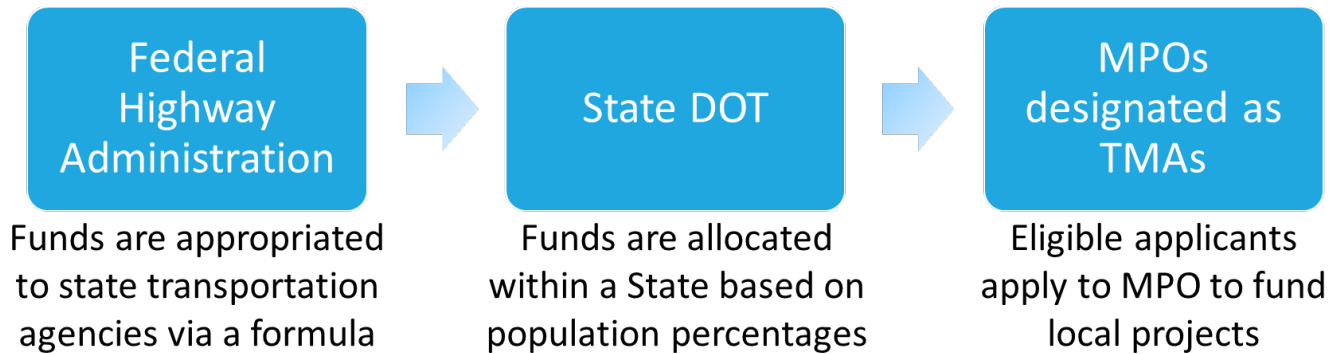 Federal
Highway
Administration
Funds are appropriated
to state transportation
agencies via a formula
State DOT
Funds are allocated
within a State based on
population percentages
MPOs
designated as
TMAs
Eligible applicants
apply to MPO to fund
local projects